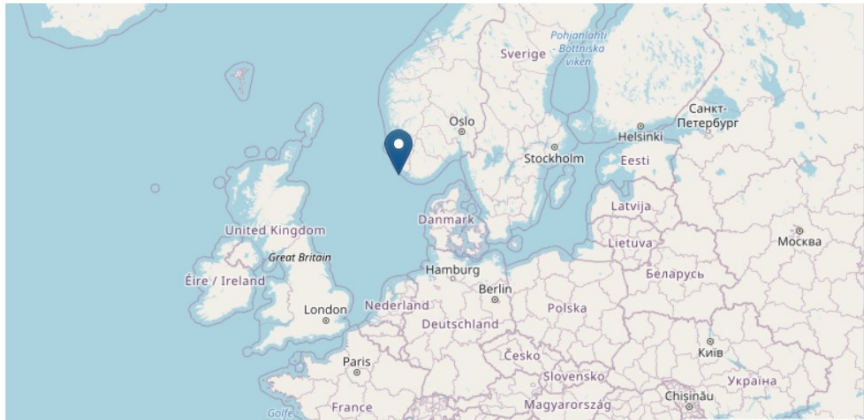 Pohjanlahti
- Bottniska
viken
Sverige
Oslo
Санкт-
Петербург
Helsinki
Stockholm
Eesti
Danmark
Latvija
United Kingdom
Lietuva
Москва
Great Britain
Hamburg
Беларусь
Éire / Ireland
Berlin
London
Nederland
Polska
Deutschland
Київ
Paris
Česko
Slovensko
Україна
Chișinău
France
Magyarország
Golfe